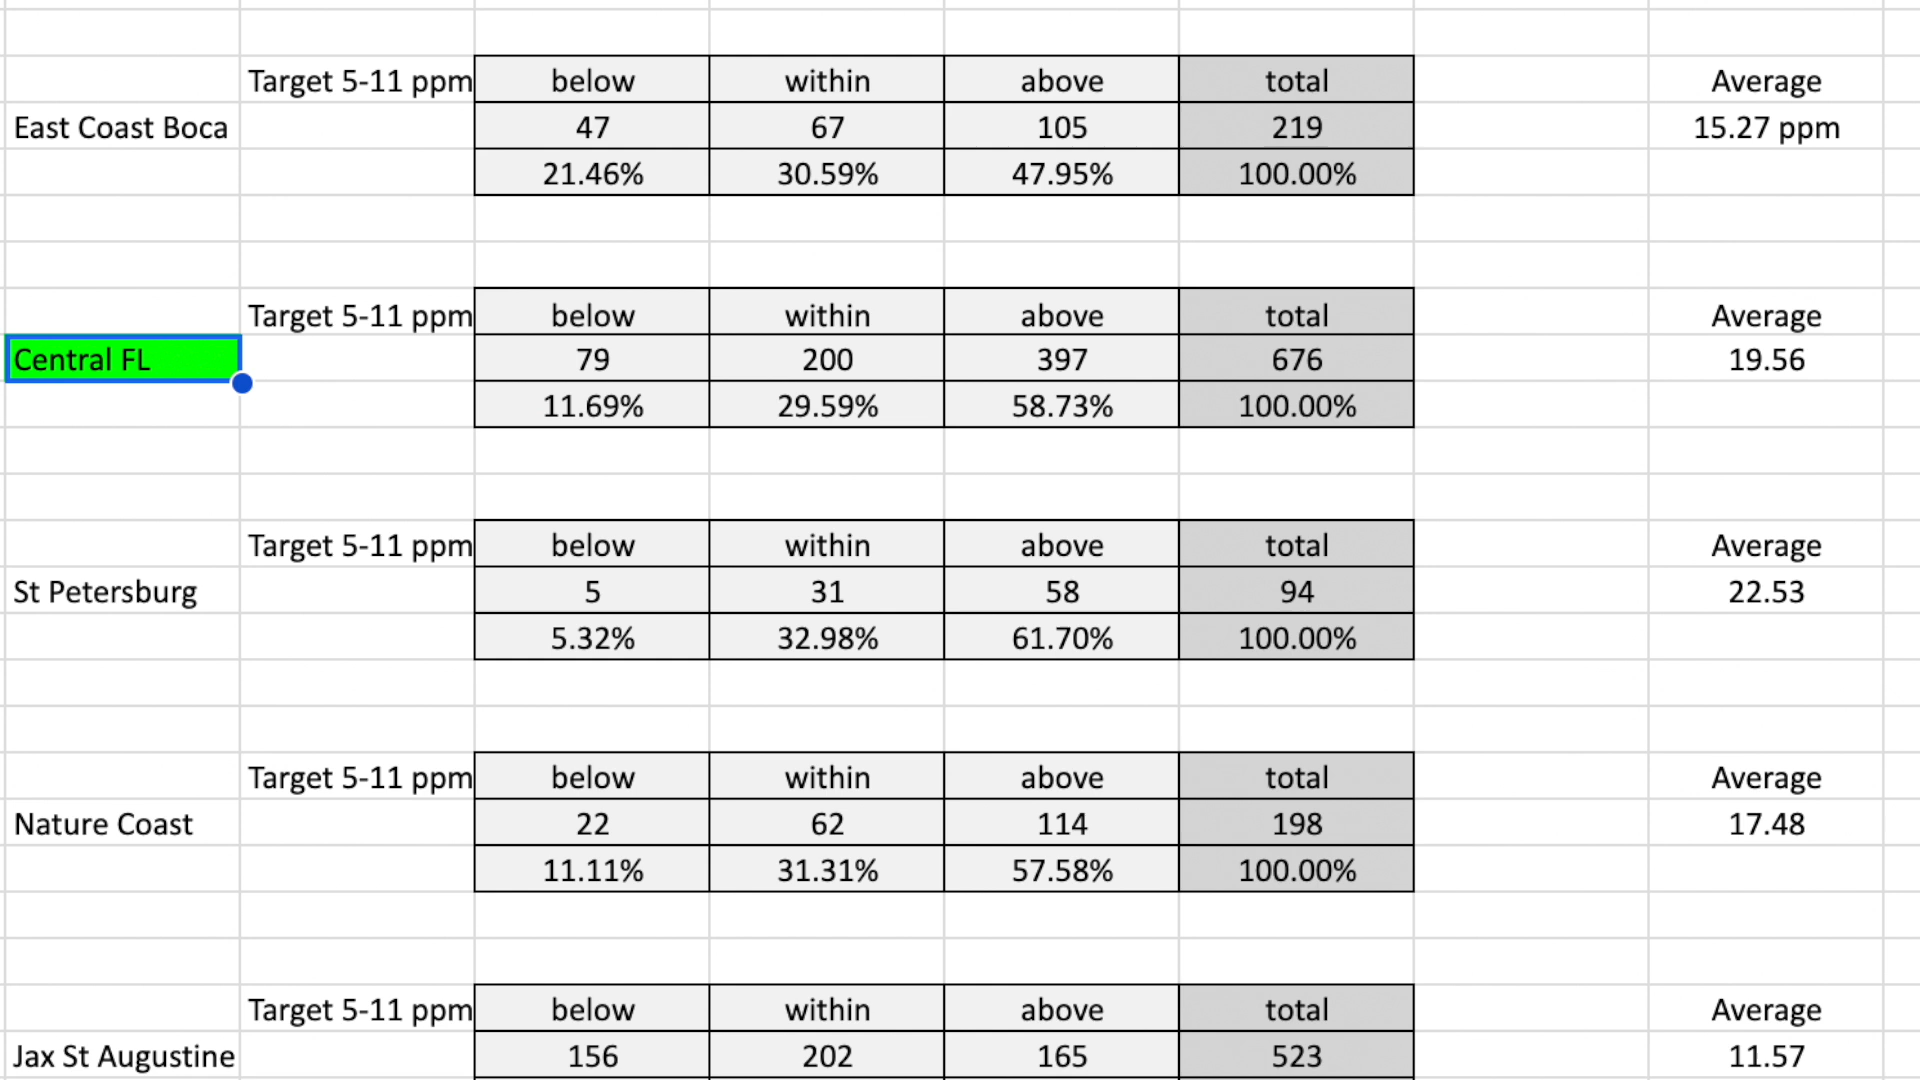 Target 5-11 ppm below within above total Average
East Coast Boca 47 67 105 219 15.27 ppm
21.46% 30.59% 47.95% 100.00%
Target 5-11 ppm below within above total Average
Central FL 79 200 397 676 19.56
11.69% 29.59% 58.73% 100.00%
Target 5-11 ppm below within above total Average
St Petersburg 5 31 58 94 22.53
5.32% 32.98% 61.70% 100.00%
Target 5-11 ppm below within above total Average
Nature Coast 22 62 114 198 17.48
11.11% 31.31% 57.58% 100.00%
Target 5-11 ppm below within above total Average
Jax St Augustine 156 202 165 523 11.57